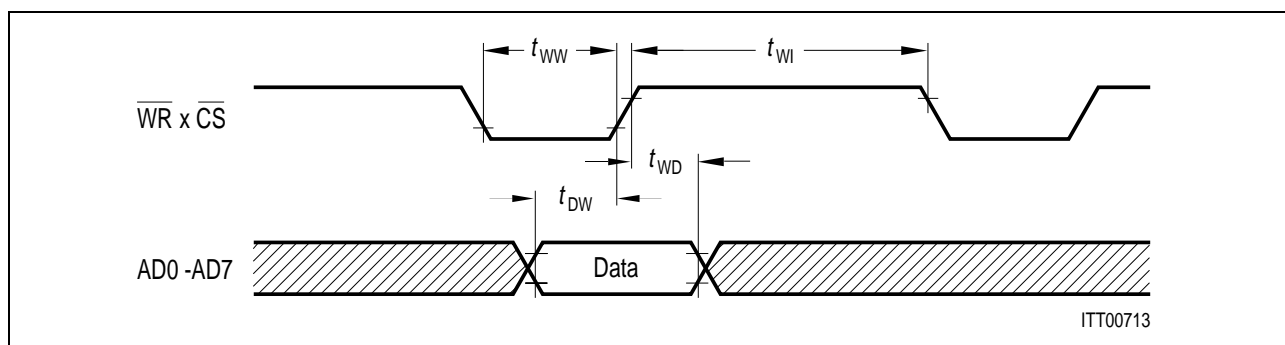 tWW
tWI
WR x CS
tWD
tDW
AD0 -AD7
Data
ITT00713